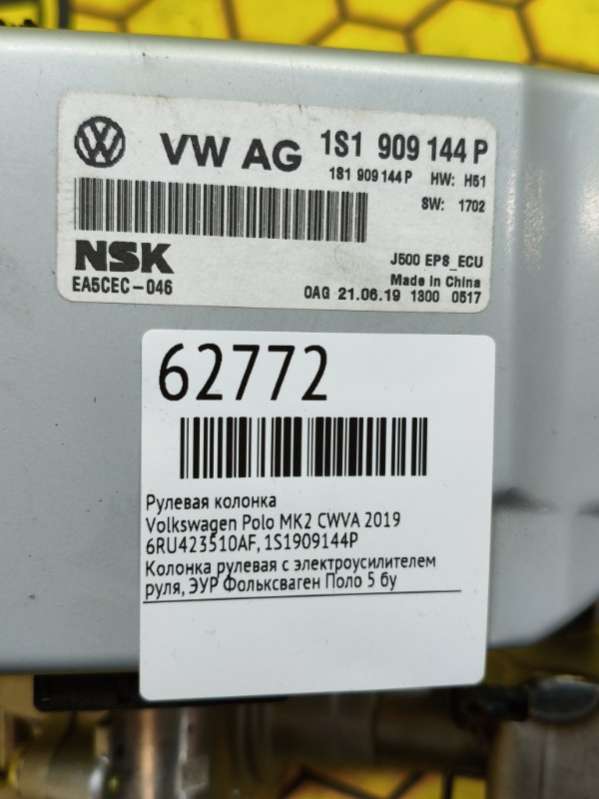 VW AG 1S1 909 144 P
1S1 909 144 P HW: H51
SW: 1702
NSK
J500 EPS_ECU
EA5CEC-046
Made in China
OAG 21.06.19 1300 0517
62772
Рулевая колонка
Volkswagen Polo MK2 CWVA 2019
6RU423510AF, 1S1909144P
Колонка рулевая с электроусилителем
руля, ЭУР Фольксваген Поло 5 бу